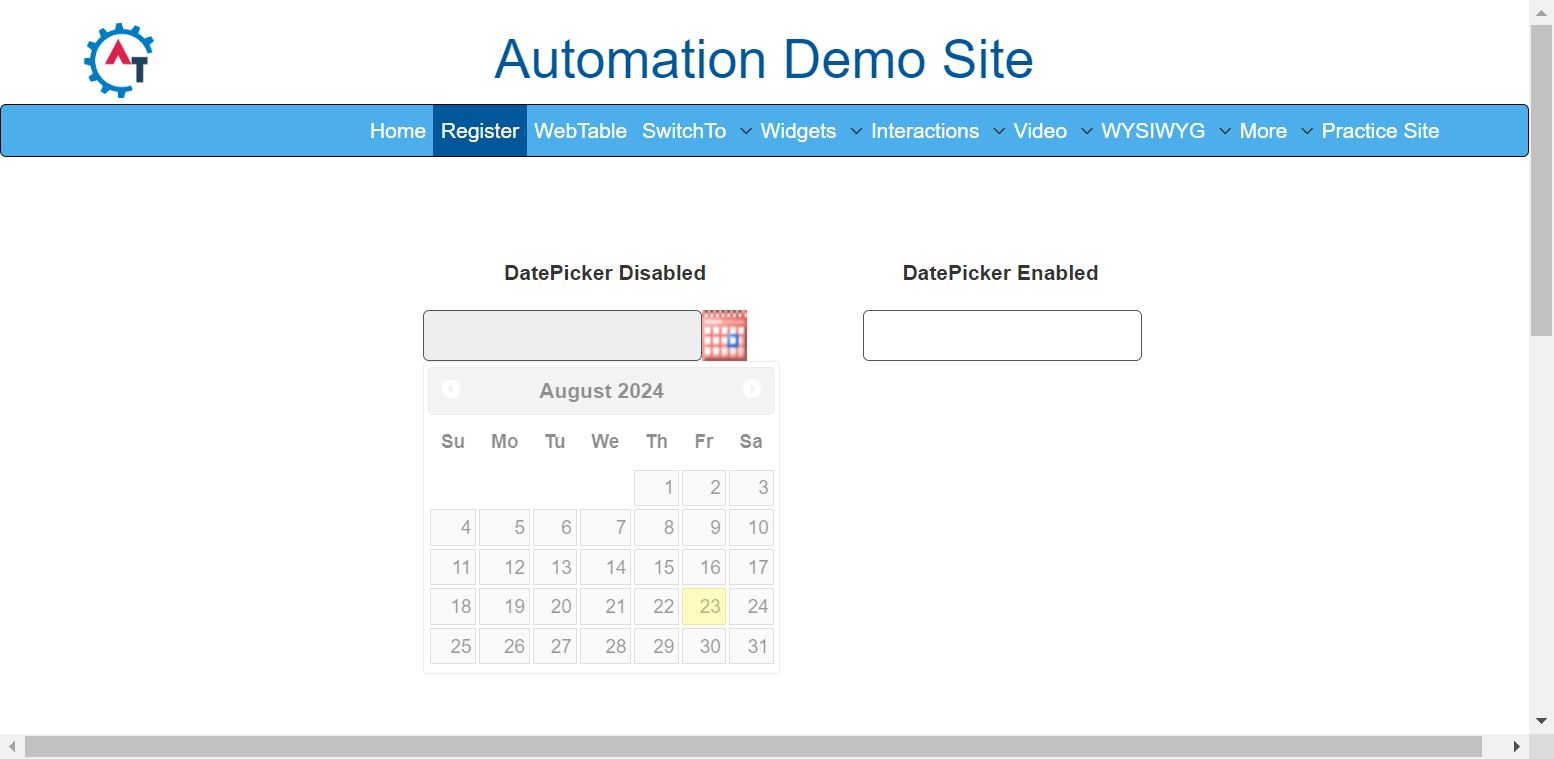 AT
Automation Demo Site
Home Register WebTable SwitchTo Widgets Interactions Video WYSIWYG More Practice Site
DatePicker Disabled DatePicker Enabled
August 2024
Su Mo Tu We Th Fr Sa
1 2 3
4 5 6 7 8 9 10
11 12 13 14 15 16 17
18 19 20 21 22 23 24
25 26 27 28 29 30 31